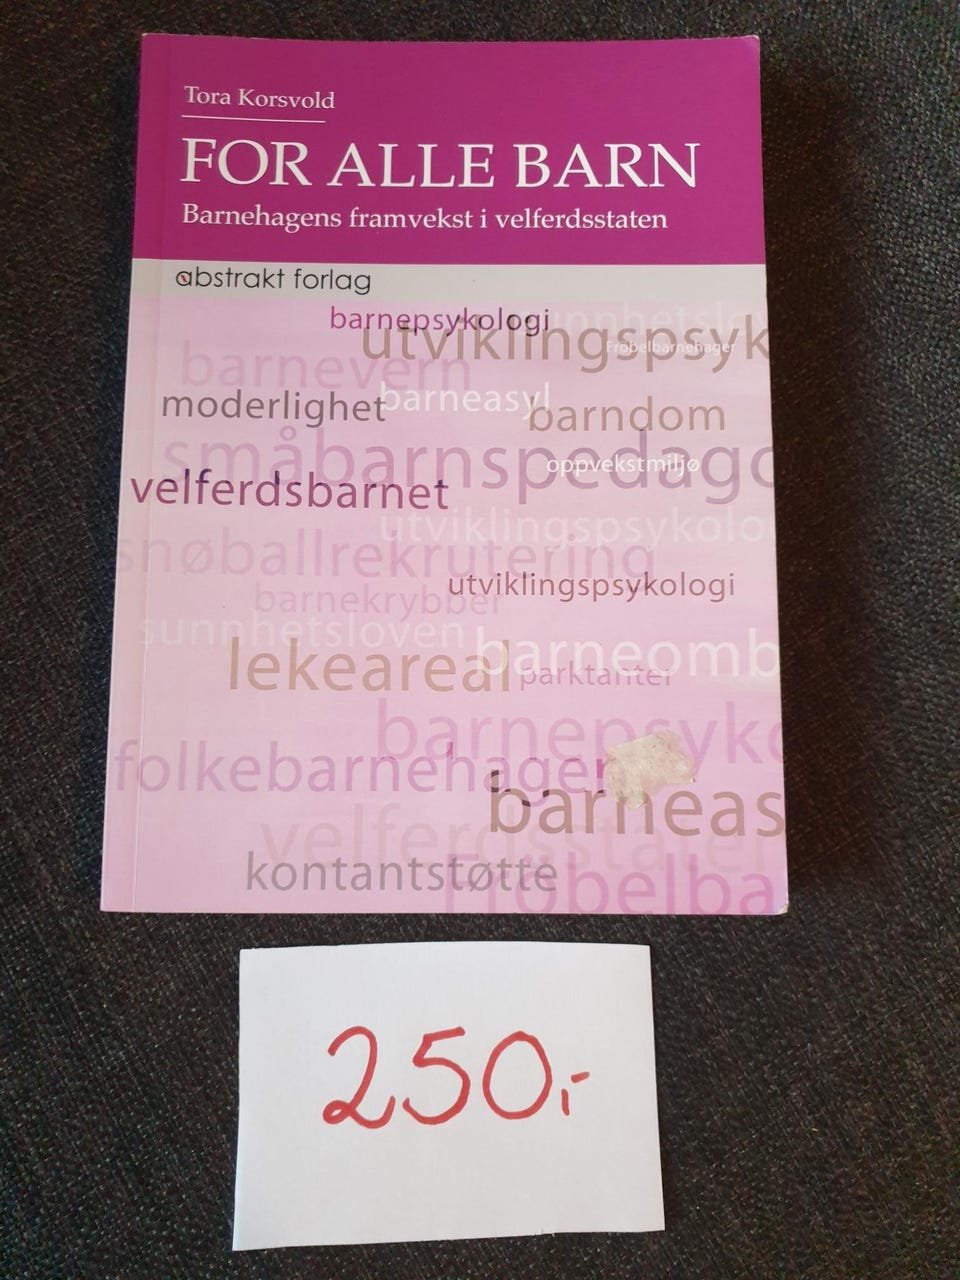 Tora Korsvold
FOR ALLE BARN
Barnehagens framvekst i velferdsstaten
abstrakt forlag
barnepsykologi
sunnhetslov
utviklingspsyk
Fröbelbarnehager
barnevern
barneasyl
moderlighet
barndom
småbarnspedago
oppvekstmiljø
velferdsbarnet
utviklingspsykolo
snøballrekrutering
utviklingspsykologi
barnekrybber
sunnhetsloven
barneomb
lekeareal
parktanter
barnepsyko
folkebarnehager
barneas
velferdsstaten
kontantstøtte
Fröbelba
250,-